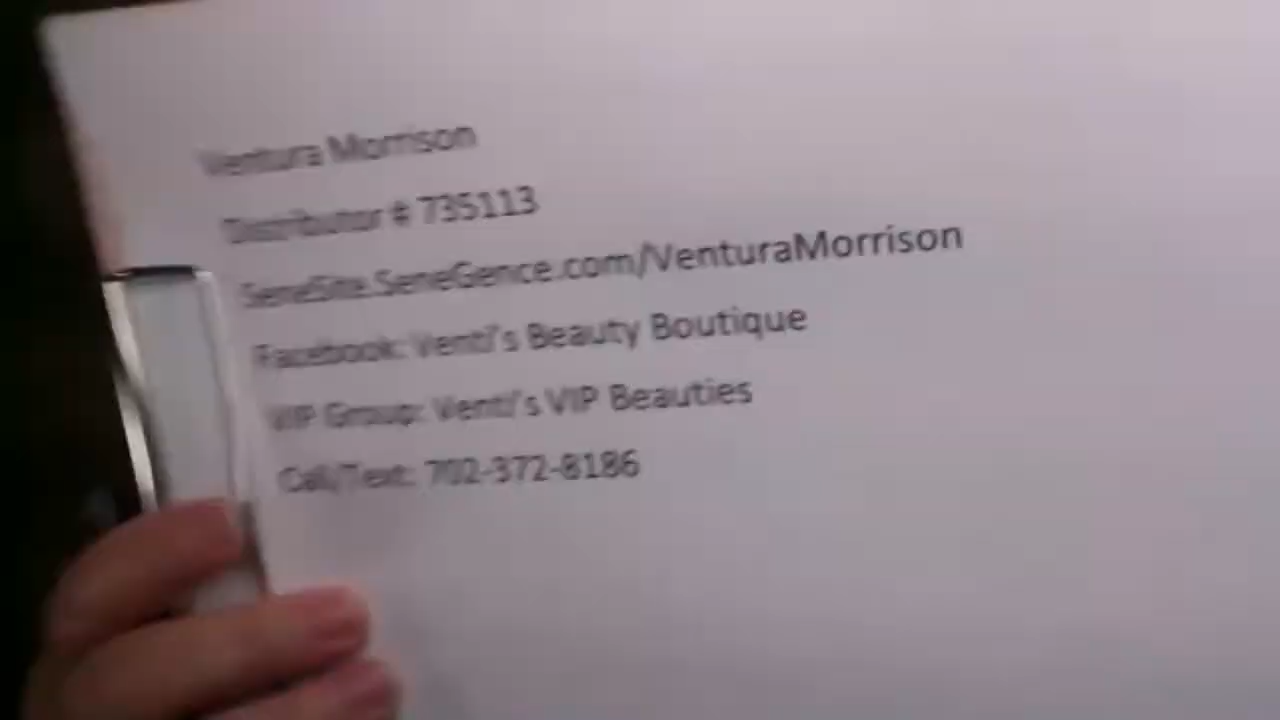 Ventura Morrison
Distributor # 735113
SeneSite.SeneGence.com/VenturaMorrison
Facebook: Venti's Beauty Boutique
VIP Group: Venti's VIP Beauties
Call/Text: 702-372-8186